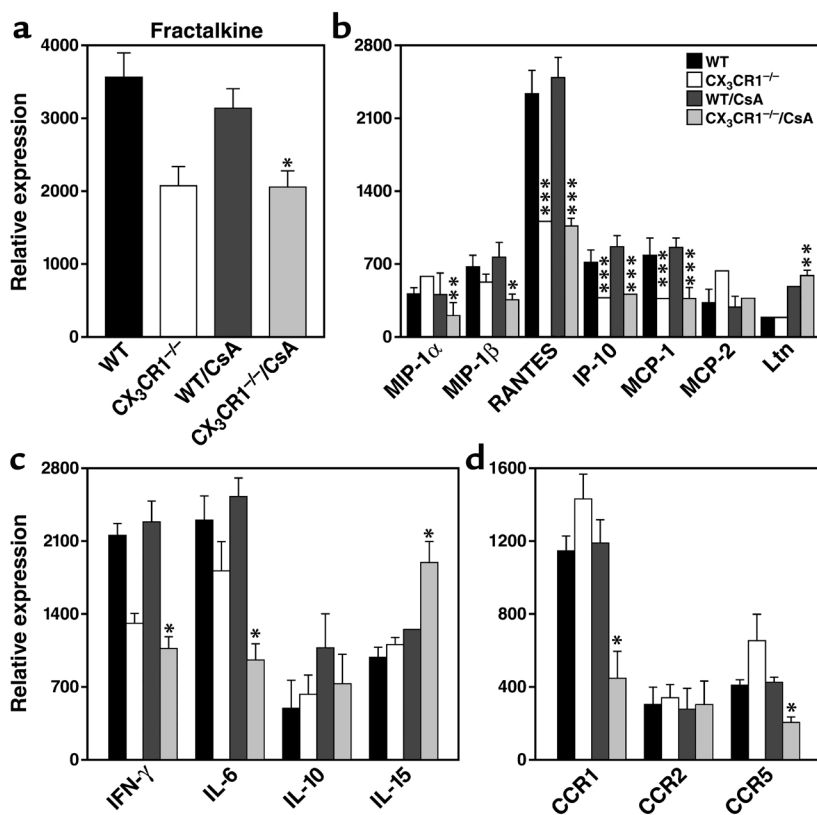 a
Fractalkine
4000
3000
2000
1000
0
Relative expression
*
WT
CX₃CR1⁻/⁻
WT/CsA
CX₃CR1⁻/⁻/CsA
b
2800
2100
1400
700
0
WT
CX₃CR1⁻/⁻
WT/CsA
CX₃CR1⁻/⁻/CsA
**
*
***
***
***
***
***
***
**
MIP-1α
MIP-1β
RANTES
IP-10
MCP-1
MCP-2
Ltn
c
2800
2100
1400
700
0
Relative expression
*
*
*
IFN-γ
IL-6
IL-10
IL-15
d
1600
1200
800
400
0
*
*
CCR1
CCR2
CCR5